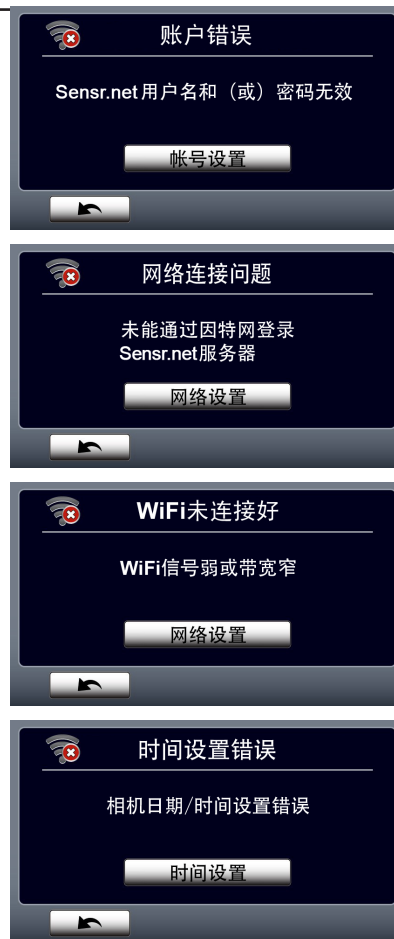 账户错误
Sensr.net用户名和（或）密码无效
帐号设置
网络连接问题
未能通过因特网登录
Sensr.net服务器
网络设置
WiFi未连接好
WiFi信号弱或带宽窄
网络设置
时间设置错误
相机日期/时间设置错误
时间设置